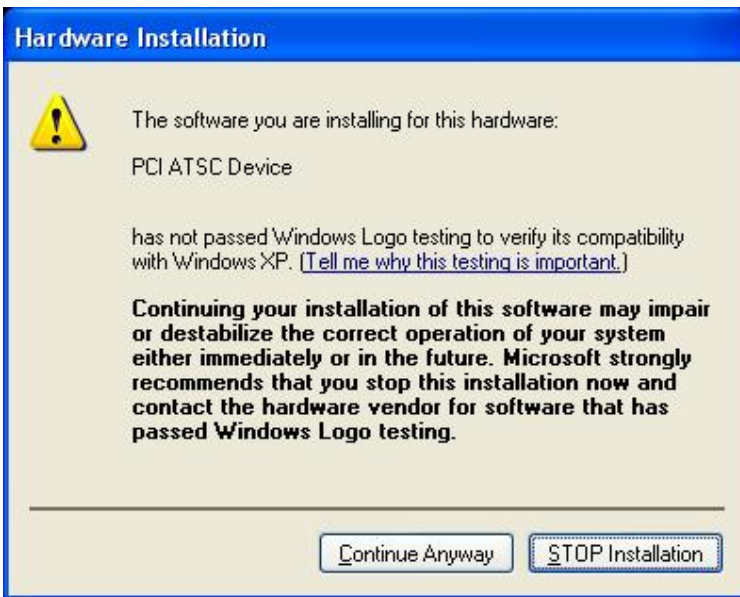 Hardware Installation
The software you are installing for this hardware:
PCI ATSC Device
has not passed Windows Logo testing to verify its compatibility
with Windows XP. (Tell me why this testing is important.)
Continuing your installation of this software may impair
or destabilize the correct operation of your system
either immediately or in the future. Microsoft strongly
recommends that you stop this installation now and
contact the hardware vendor for software that has
passed Windows Logo testing.
Continue Anyway
STOP Installation